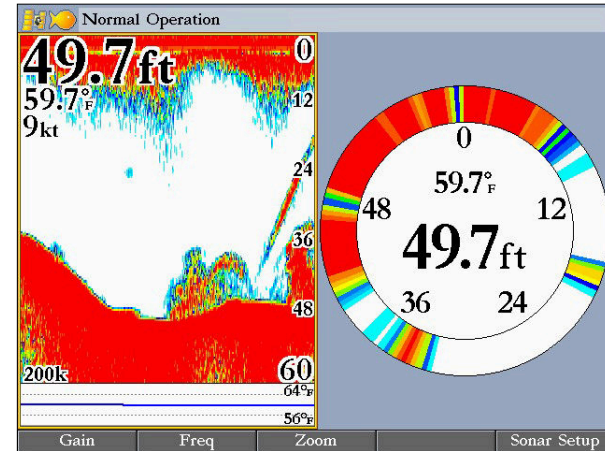 Normal Operation
49.7ft
59.7°F
9kt
0
12
24
36
48
60
200k
64°F
56°F
0
12
24
36
48
59.7°F
49.7ft
Gain Freq Zoom Sonar Setup